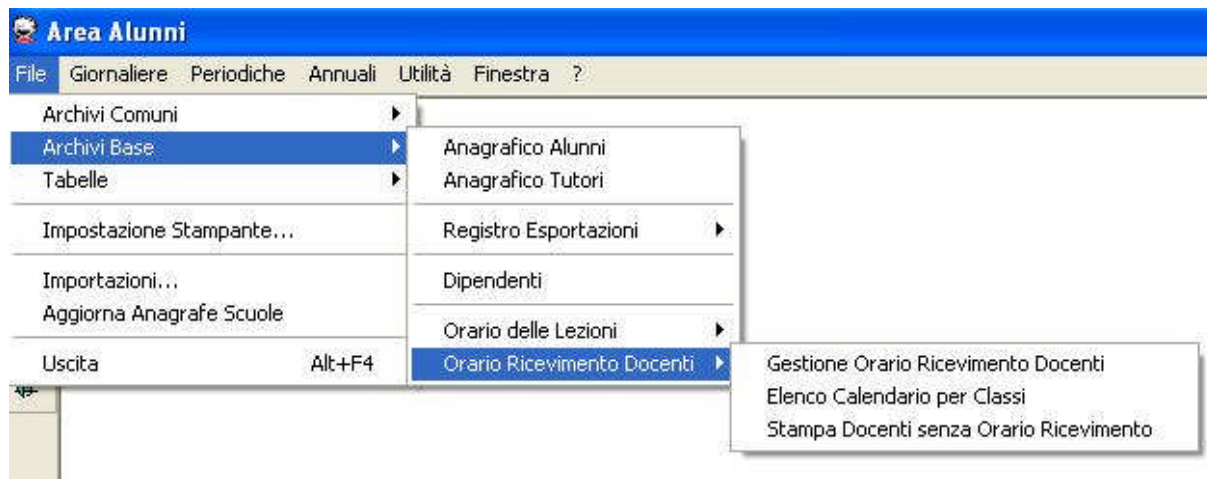 Area Alunni
File Giornaliere Periodiche Annuali Utilità Finestra ?
Archivi Comuni
Archivi Base
Tabelle
Impostazione Stampante...
Importazioni...
Aggiorna Anagrafe Scuole
Uscita Alt+F4
Anagrafico Alunni
Anagrafico Tutori
Registro Esportazioni
Dipendenti
Orario delle Lezioni
Orario Ricevimento Docenti
Gestione Orario Ricevimento Docenti
Elenco Calendario per Classi
Stampa Docenti senza Orario Ricevimento